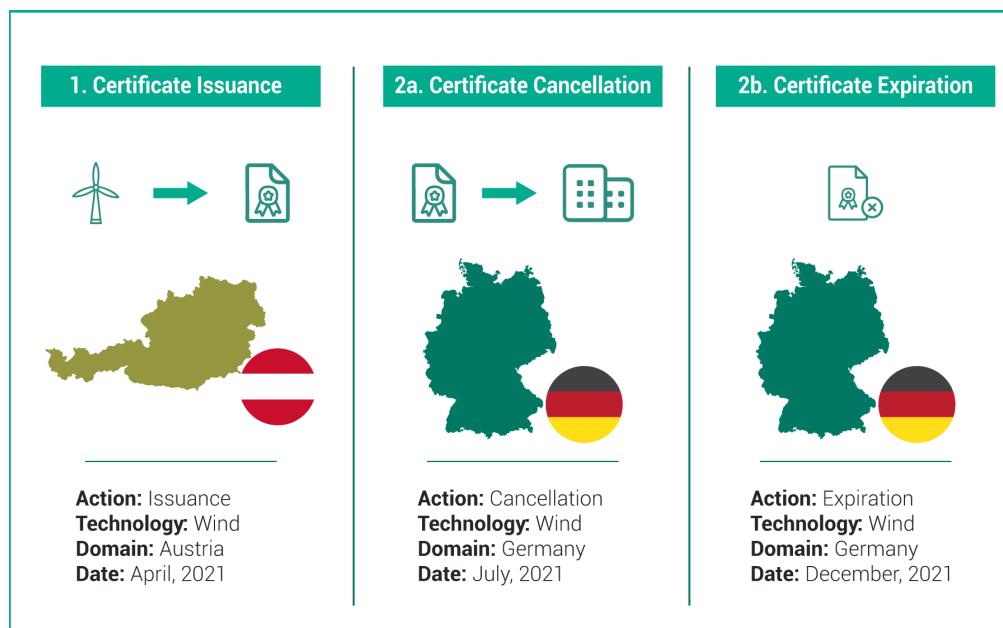 1. Certificate Issuance
Action: Issuance
Technology: Wind
Domain: Austria
Date: April, 2021
2a. Certificate Cancellation
Action: Cancellation
Technology: Wind
Domain: Germany
Date: July, 2021
2b. Certificate Expiration
Action: Expiration
Technology: Wind
Domain: Germany
Date: December, 2021